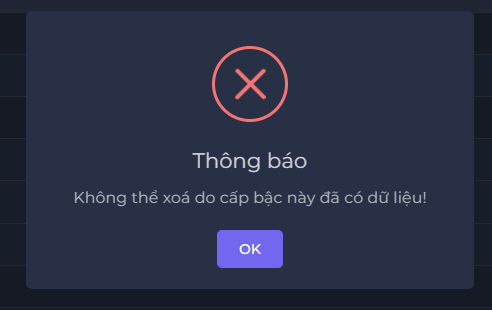 Thông báo
Không thể xoá do cấp bậc này đã có dữ liệu!
OK